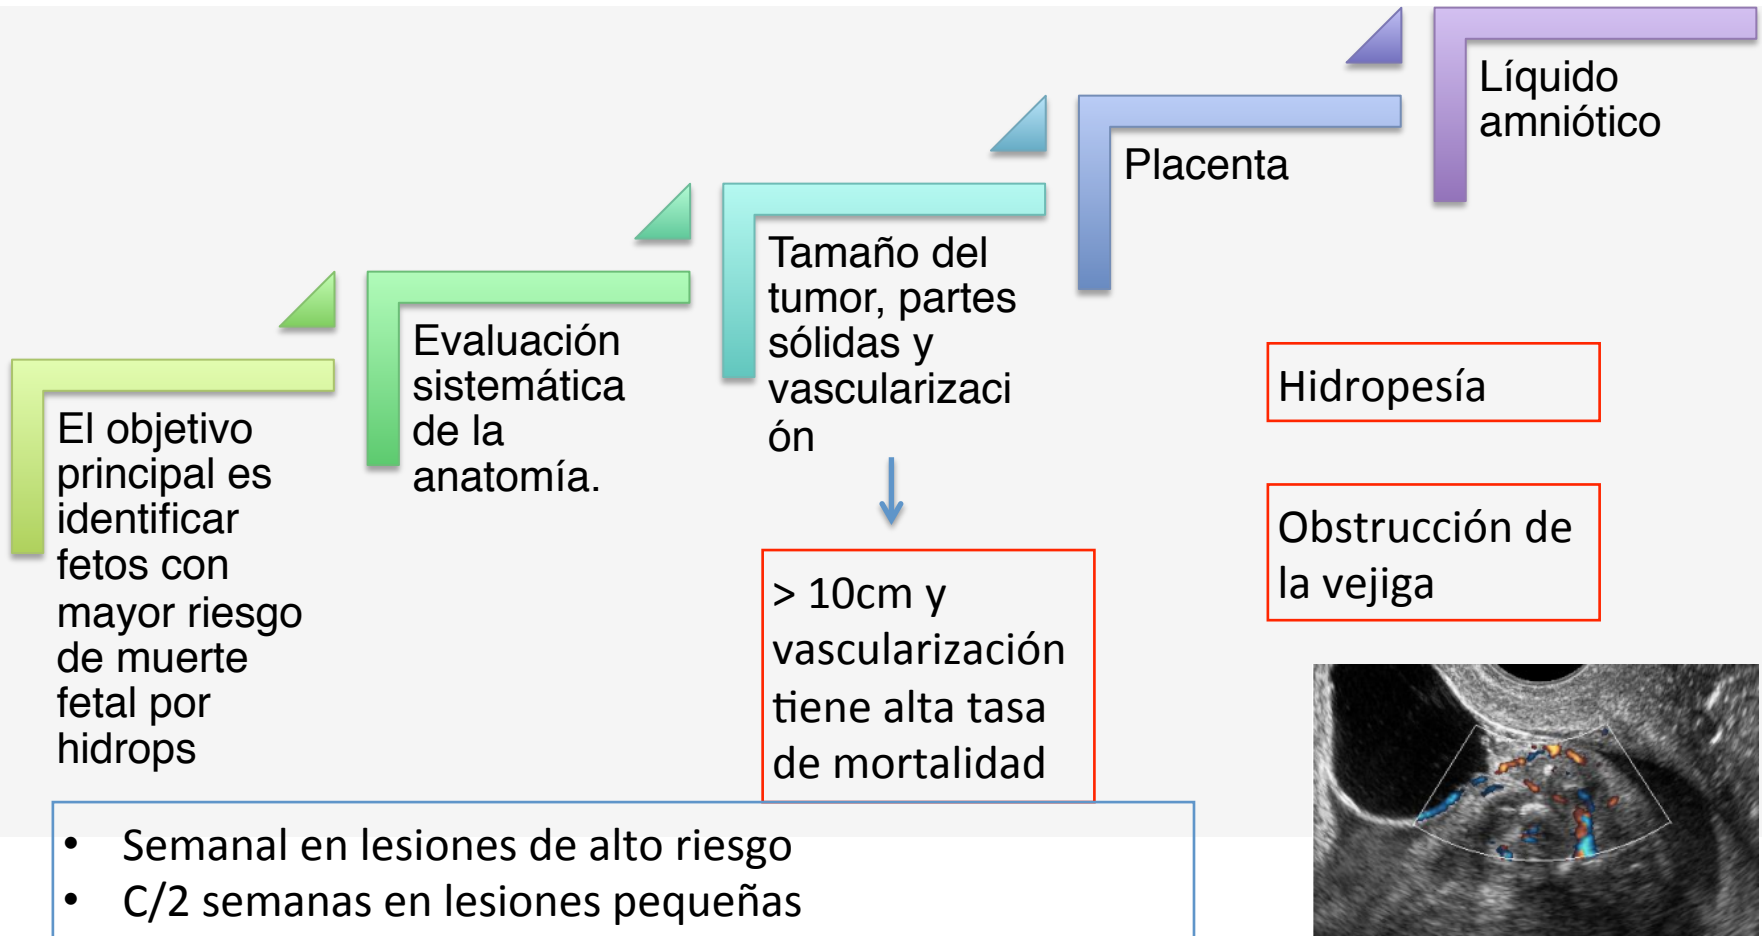 El objetivo
principal es
identificar
fetos con
mayor riesgo
de muerte
fetal por
hidrops
Evaluación
sistemática
de la
anatomía.
Tamaño del
tumor, partes
sólidas y
vascularizaci
ón
Placenta
Líquido
amniótico
> 10cm y
vascularización
tiene alta tasa
de mortalidad
Hidropesía
Obstrucción de
la vejiga
• Semanal en lesiones de alto riesgo
• C/2 semanas en lesiones pequeñas